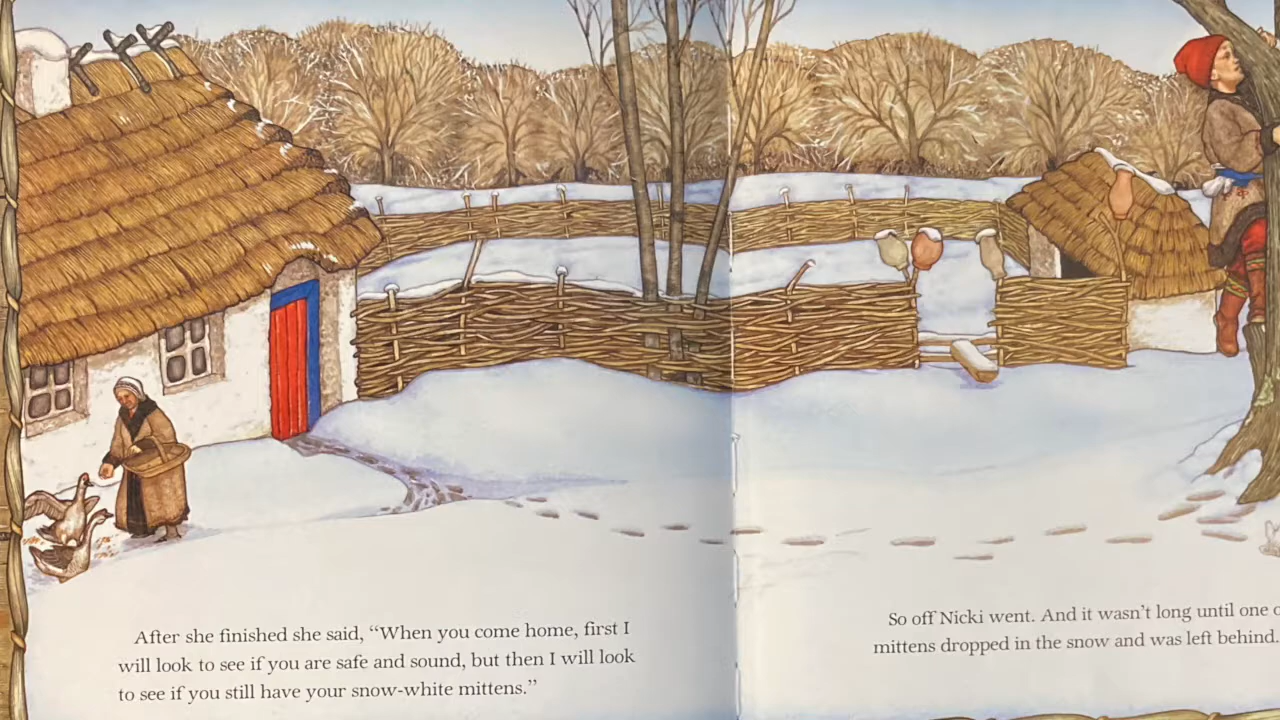 After she finished she said, “When you come home, first I
will look to see if you are safe and sound, but then I will look
to see if you still have your snow-white mittens.”
So off Nicki went. And it wasn't long until one
mittens dropped in the snow and was left behind.